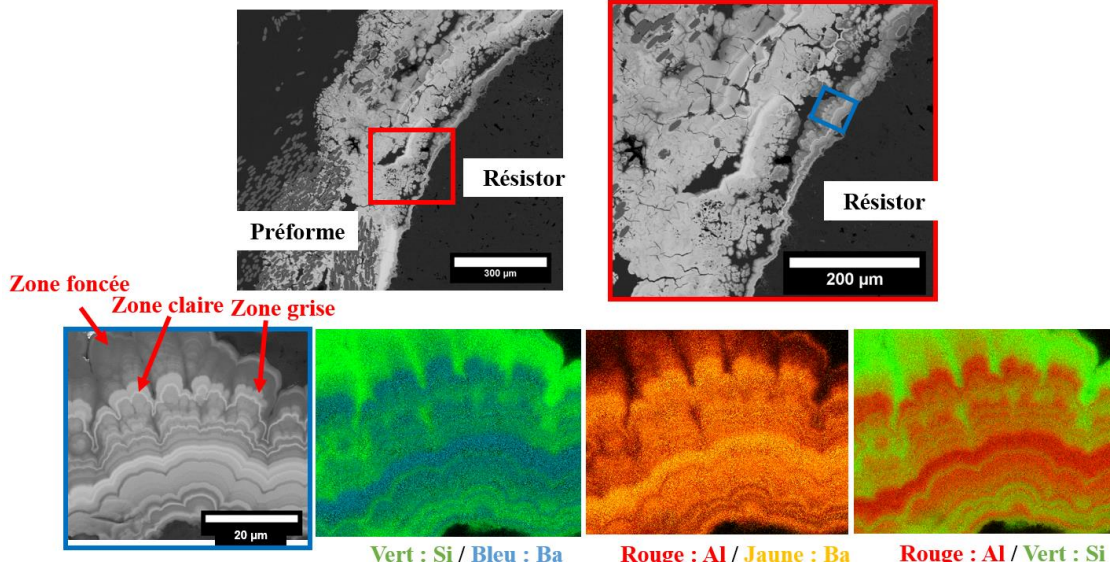 Résistor
Préforme
300 µm
Résistor
200 µm
Zone foncée
Zone claire
Zone grise
20 µm
Vert : Si / Bleu : Ba
Rouge : Al / Jaune : Ba
Rouge : Al / Vert : Si